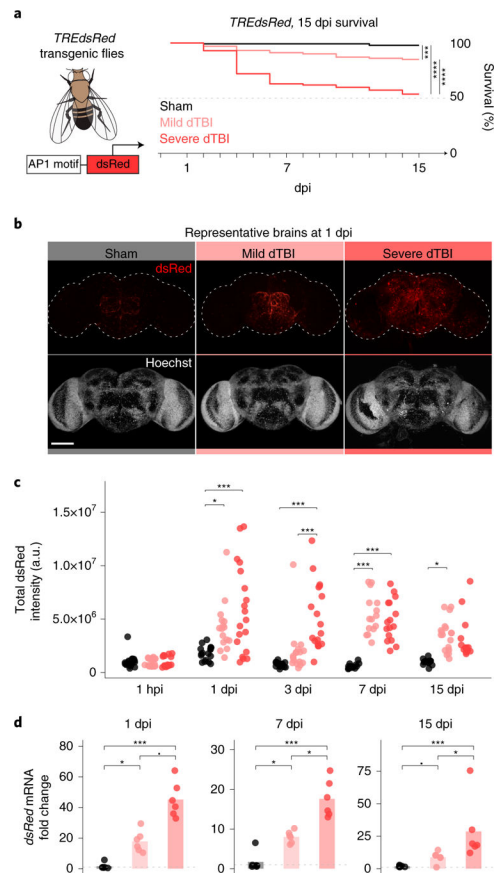 a
TREdsRed
transgenic flies
AP1 motif
dsRed
TREdsRed, 15 dpi survival
Sham
Mild dTBI
Severe dTBI
***
****
****
100
50
0
Survival (%)
1
7
15
dpi
b
Representative brains at 1 dpi
Sham
Mild dTBI
Severe dTBI
dsRed
Hoechst
c
Total dsRed
intensity (a.u.)
1.5×10⁷
1.0×10⁷
5.0×10⁶
0
***
*
***
***
***
***
*
1 hpi
1 dpi
3 dpi
7 dpi
15 dpi
d
1 dpi
7 dpi
15 dpi
dsRed mRNA
fold change
80
60
40
20
0
***
*
30
20
10
0
***
*
*
75
50
25
0
***
*